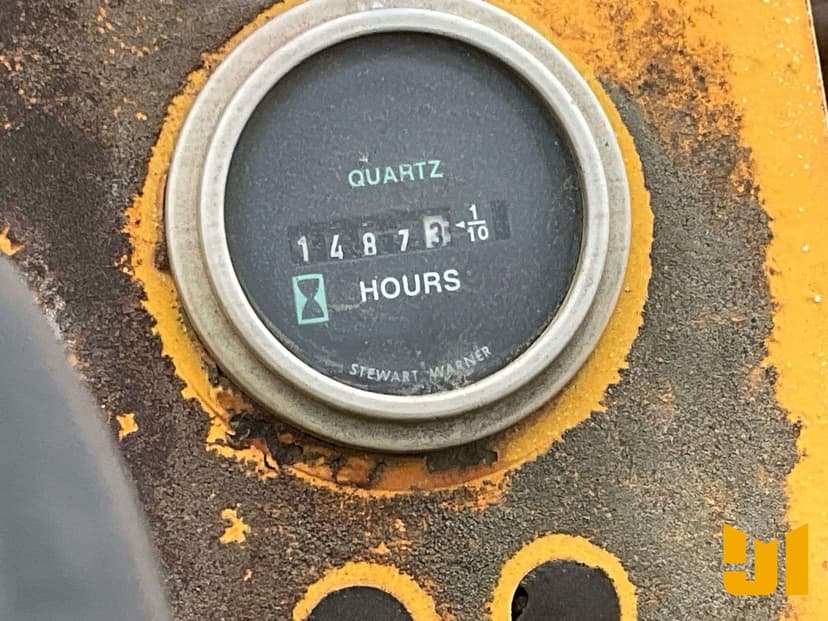 QUARTZ
14873 ◄ 1/10
HOURS
STEWART WARNER